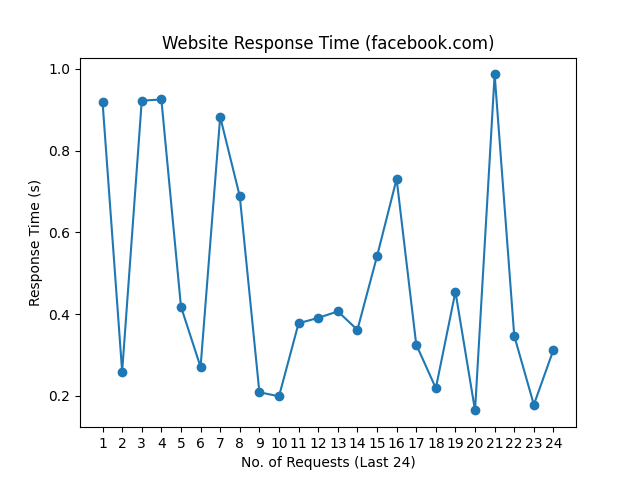 Website Response Time (facebook.com)
1.0
0.8
0.6
0.4
0.2
Response Time (s)
1 2 3 4 5 6 7 8 9 10 11 12 13 14 15 16 17 18 19 20 21 22 23 24
No. of Requests (Last 24)